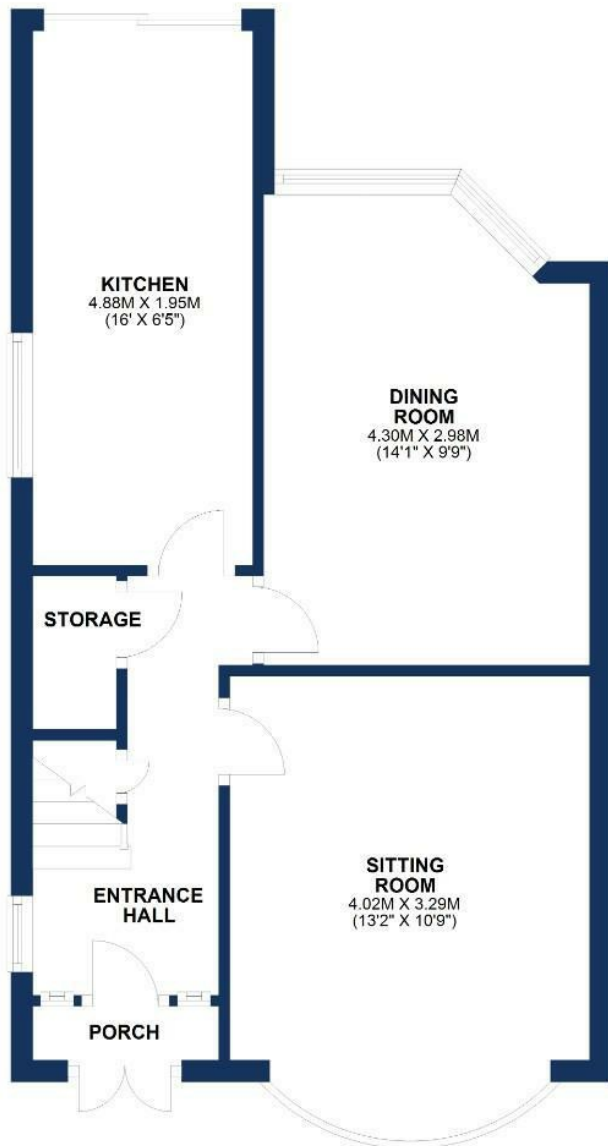 KITCHEN
4.88M X 1.95M
(16' X 6'5")
DINING
ROOM
4.30M X 2.98M
(14'1" X 9'9")
STORAGE
SITTING
ROOM
4.02M X 3.29M
(13'2" X 10'9")
ENTRANCE
HALL
PORCH